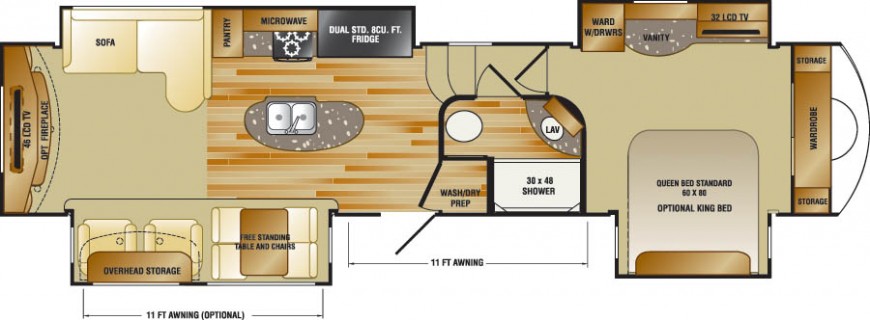 SOFA
PANTRY
MICROWAVE
DUAL STD. 8CU. FT.
FRIDGE
WARD
W/DRWRS
VANITY
32 LCD TV
STORAGE
WARDROBE
STORAGE
46 LCD TV
OPT FIREPLACE
LAV
30 x 48
SHOWER
WASH/DRY
PREP
QUEEN BED STANDARD
60 X 80
OPTIONAL KING BED
FREE STANDING
TABLE AND CHAIRS
OVERHEAD STORAGE
11 FT AWNING
11 FT AWNING (OPTIONAL)